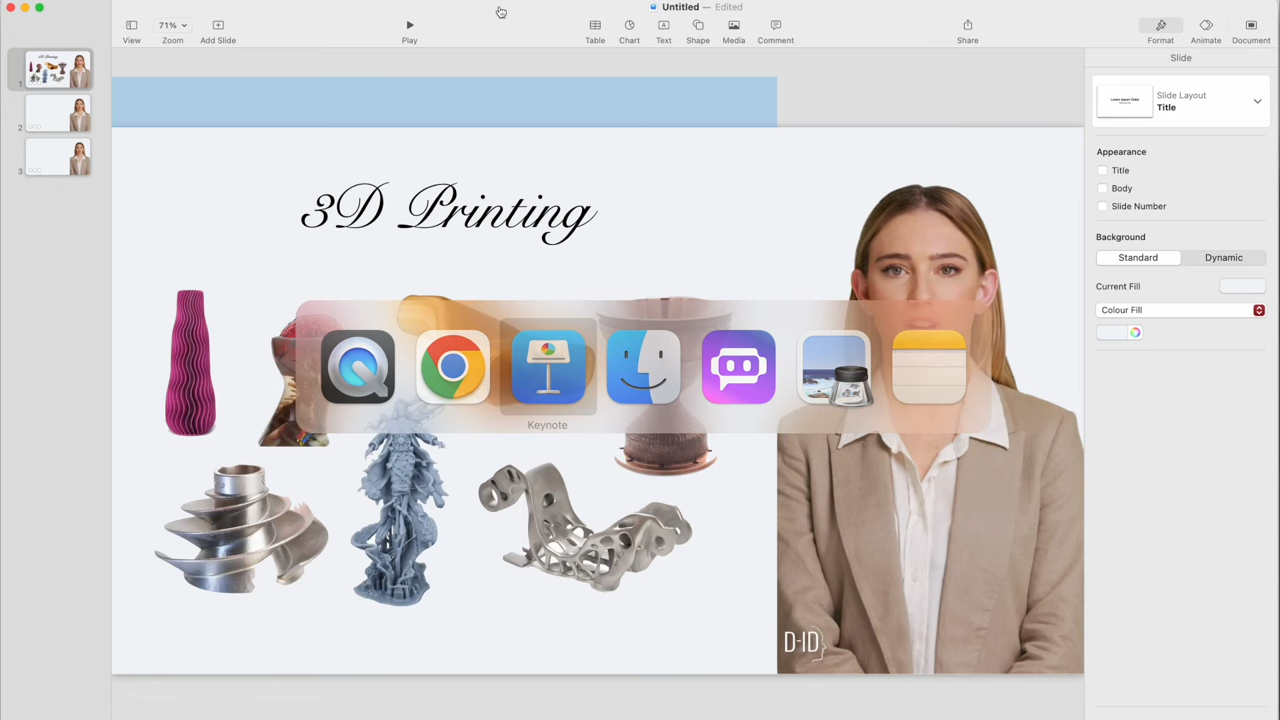 Untitled — Edited
71%
View
Zoom
Add Slide
Play
Table
Chart
Text
Shape
Media
Comment
Share
Format
Animate
Document
Slide
Slide Layout
Title
Appearance
Title
Body
Slide Number
Background
Standard
Dynamic
Current Fill
Colour Fill
1
2
3
3D Printing
Keynote
D-ID